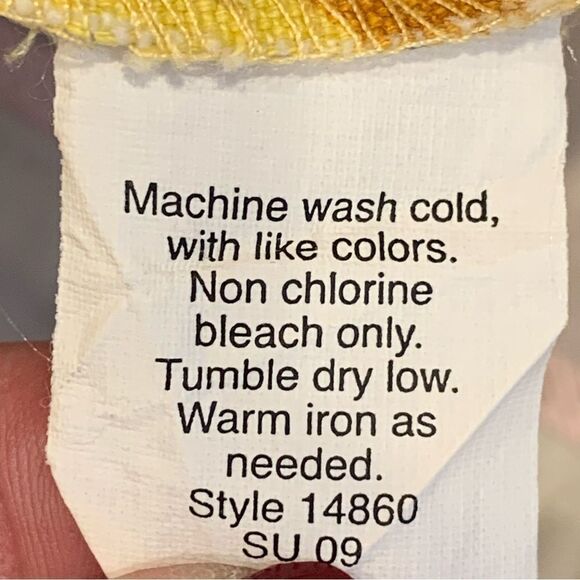 Machine wash cold,
with like colors.
Non chlorine
bleach only.
Tumble dry low.
Warm iron as
needed.
Style 14860
SU 09